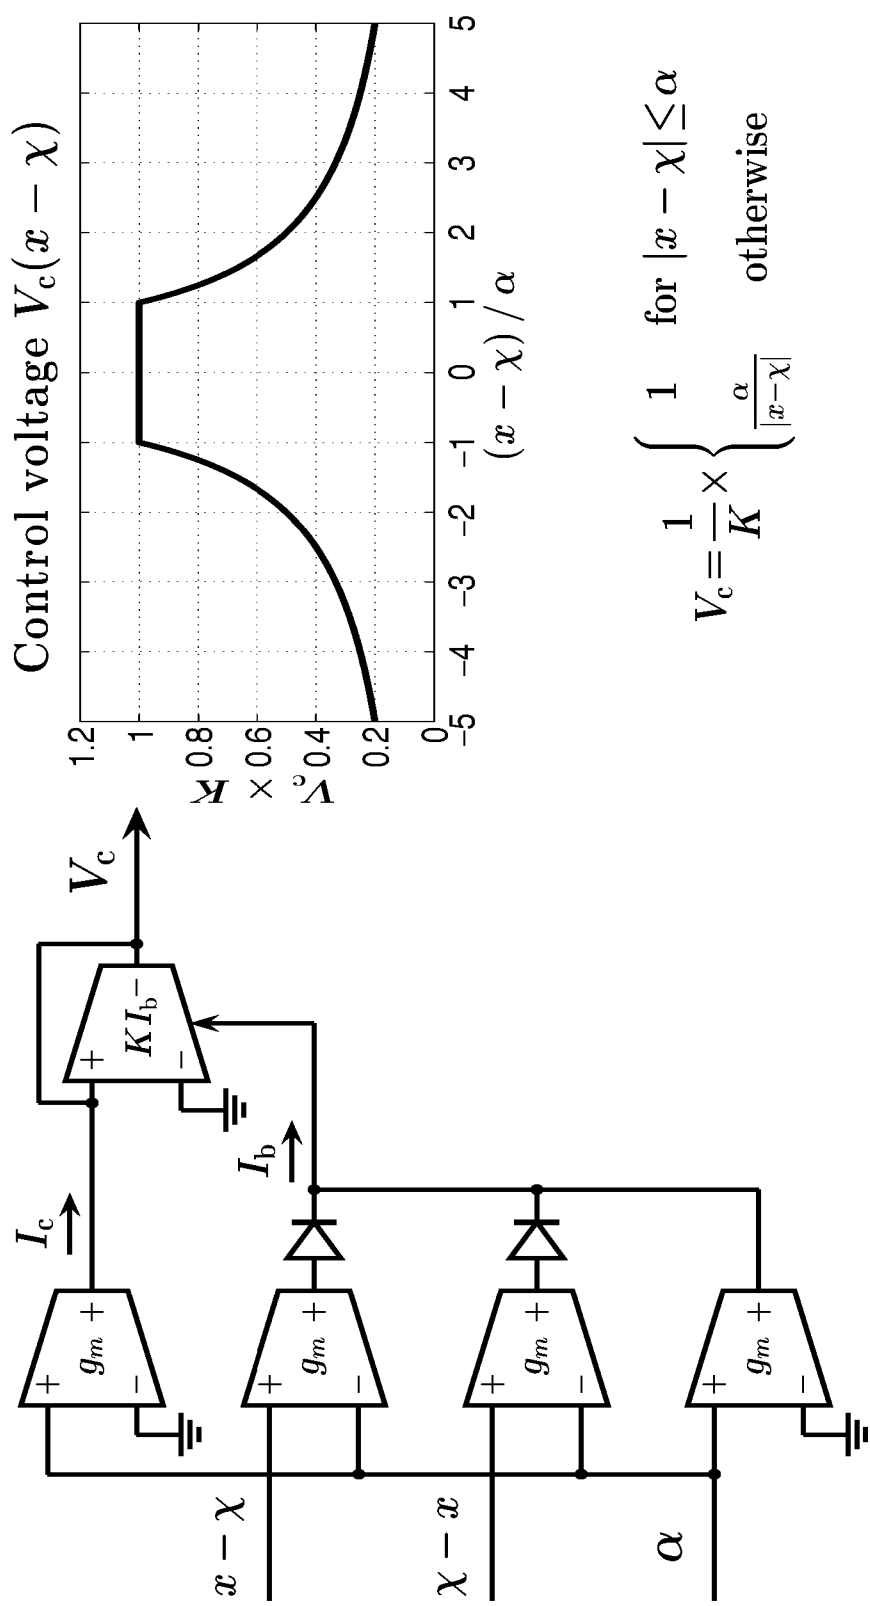 Control voltage V_c(x − χ)
1.2
1
0.8
0.6
0.4
0.2
0
V_c × K
−5 −4 −3 −2 −1 0 1 2 3 4 5
(x − χ) / α
V_c = 1/K × { 1 for |x − χ| ≤ α
α/|x−χ| otherwise
I_c
V_c
+ − g_m +
+ − K I_b −
x − χ
+ − g_m +
I_b
χ − x
+ − g_m +
α
+ − g_m +